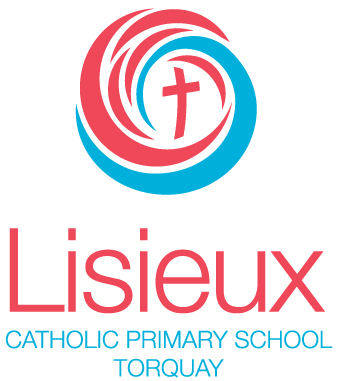 Lisieux
CATHOLIC PRIMARY SCHOOL
TORQUAY